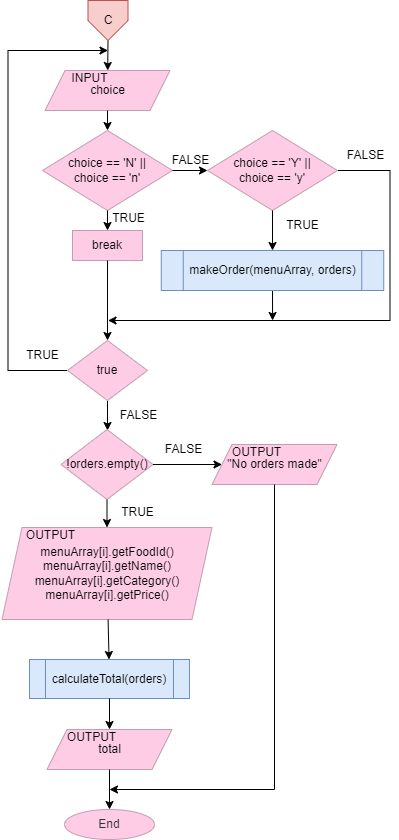 C
INPUT
choice
choice == 'N' ||
choice == 'n'
FALSE
choice == 'Y' ||
choice == 'y'
FALSE
TRUE
TRUE
break
makeOrder(menuArray, orders)
TRUE
true
FALSE
!orders.empty()
FALSE
OUTPUT
"No orders made"
TRUE
OUTPUT
menuArray[i].getFoodId()
menuArray[i].getName()
menuArray[i].getCategory()
menuArray[i].getPrice()
calculateTotal(orders)
OUTPUT
total
End